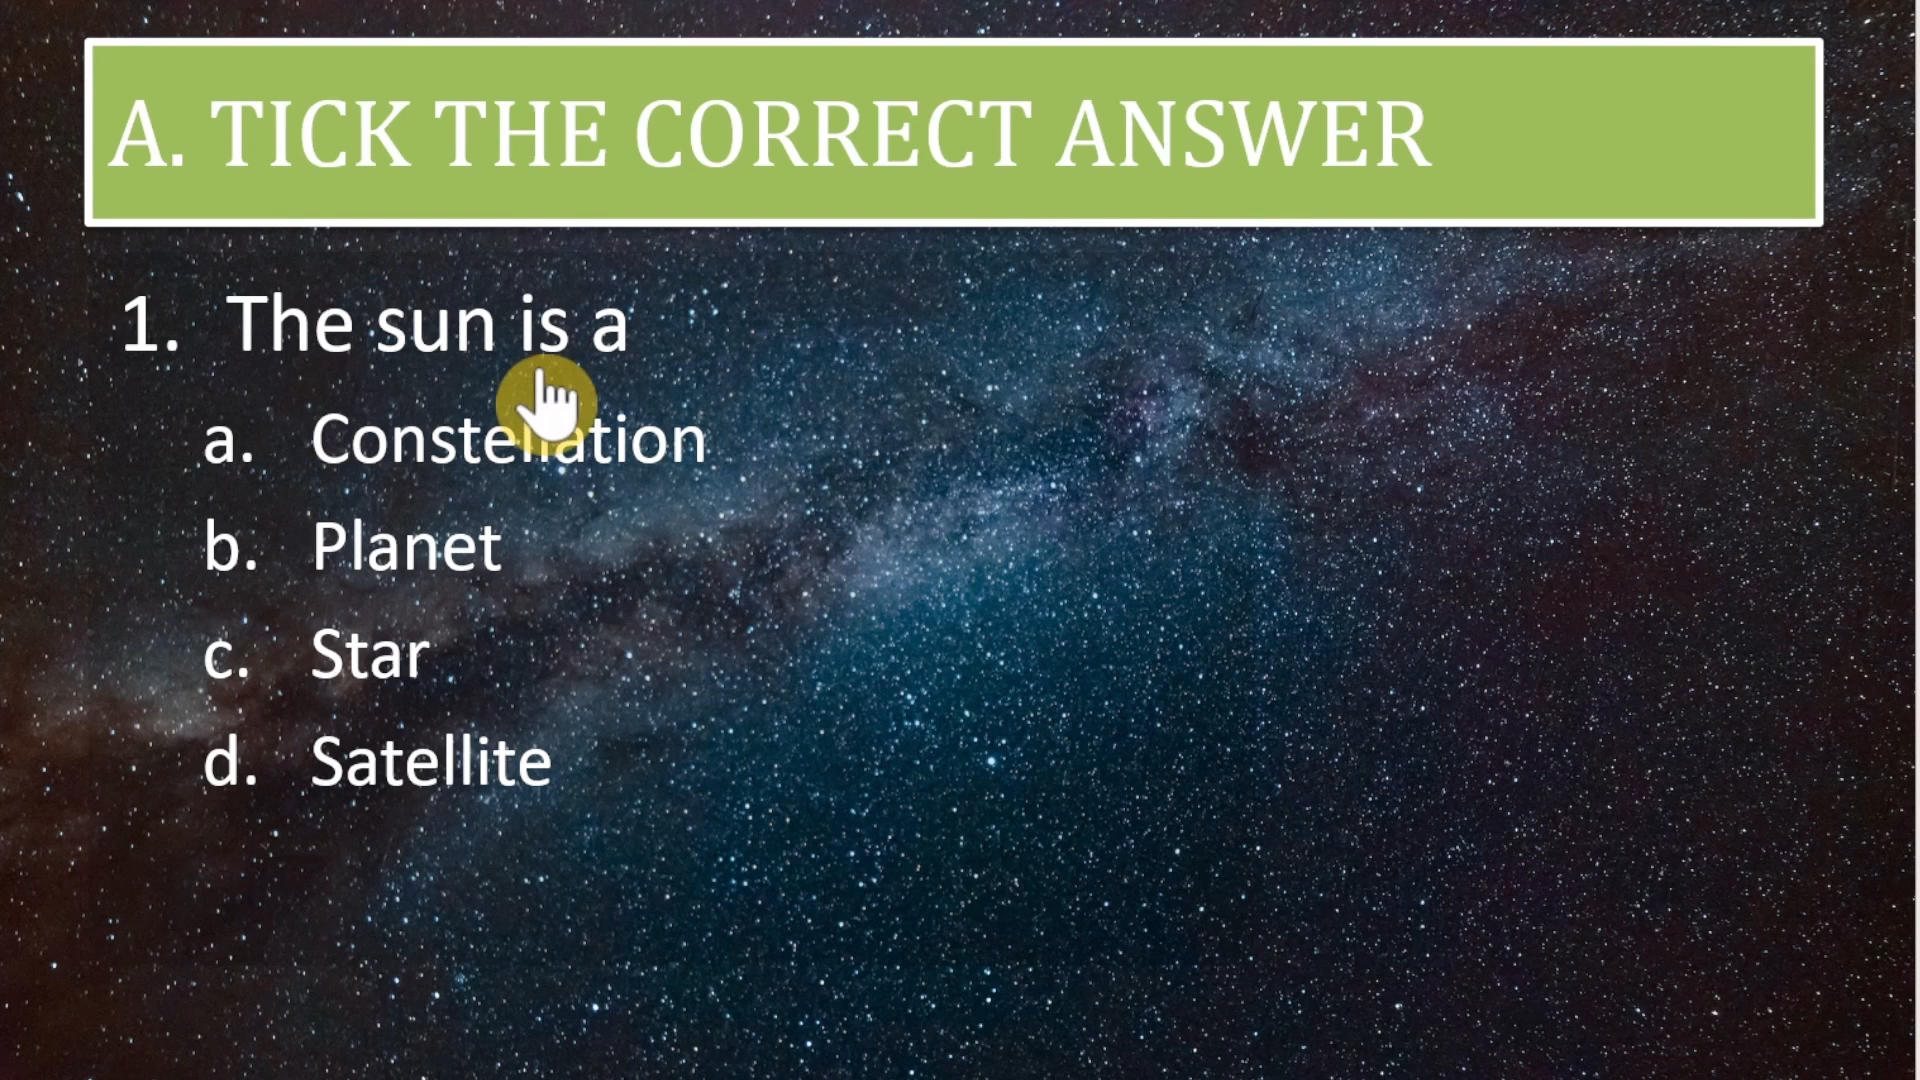 A. TICK THE CORRECT ANSWER
1. The sun is a
a. Constellation
b. Planet
c. Star
d. Satellite